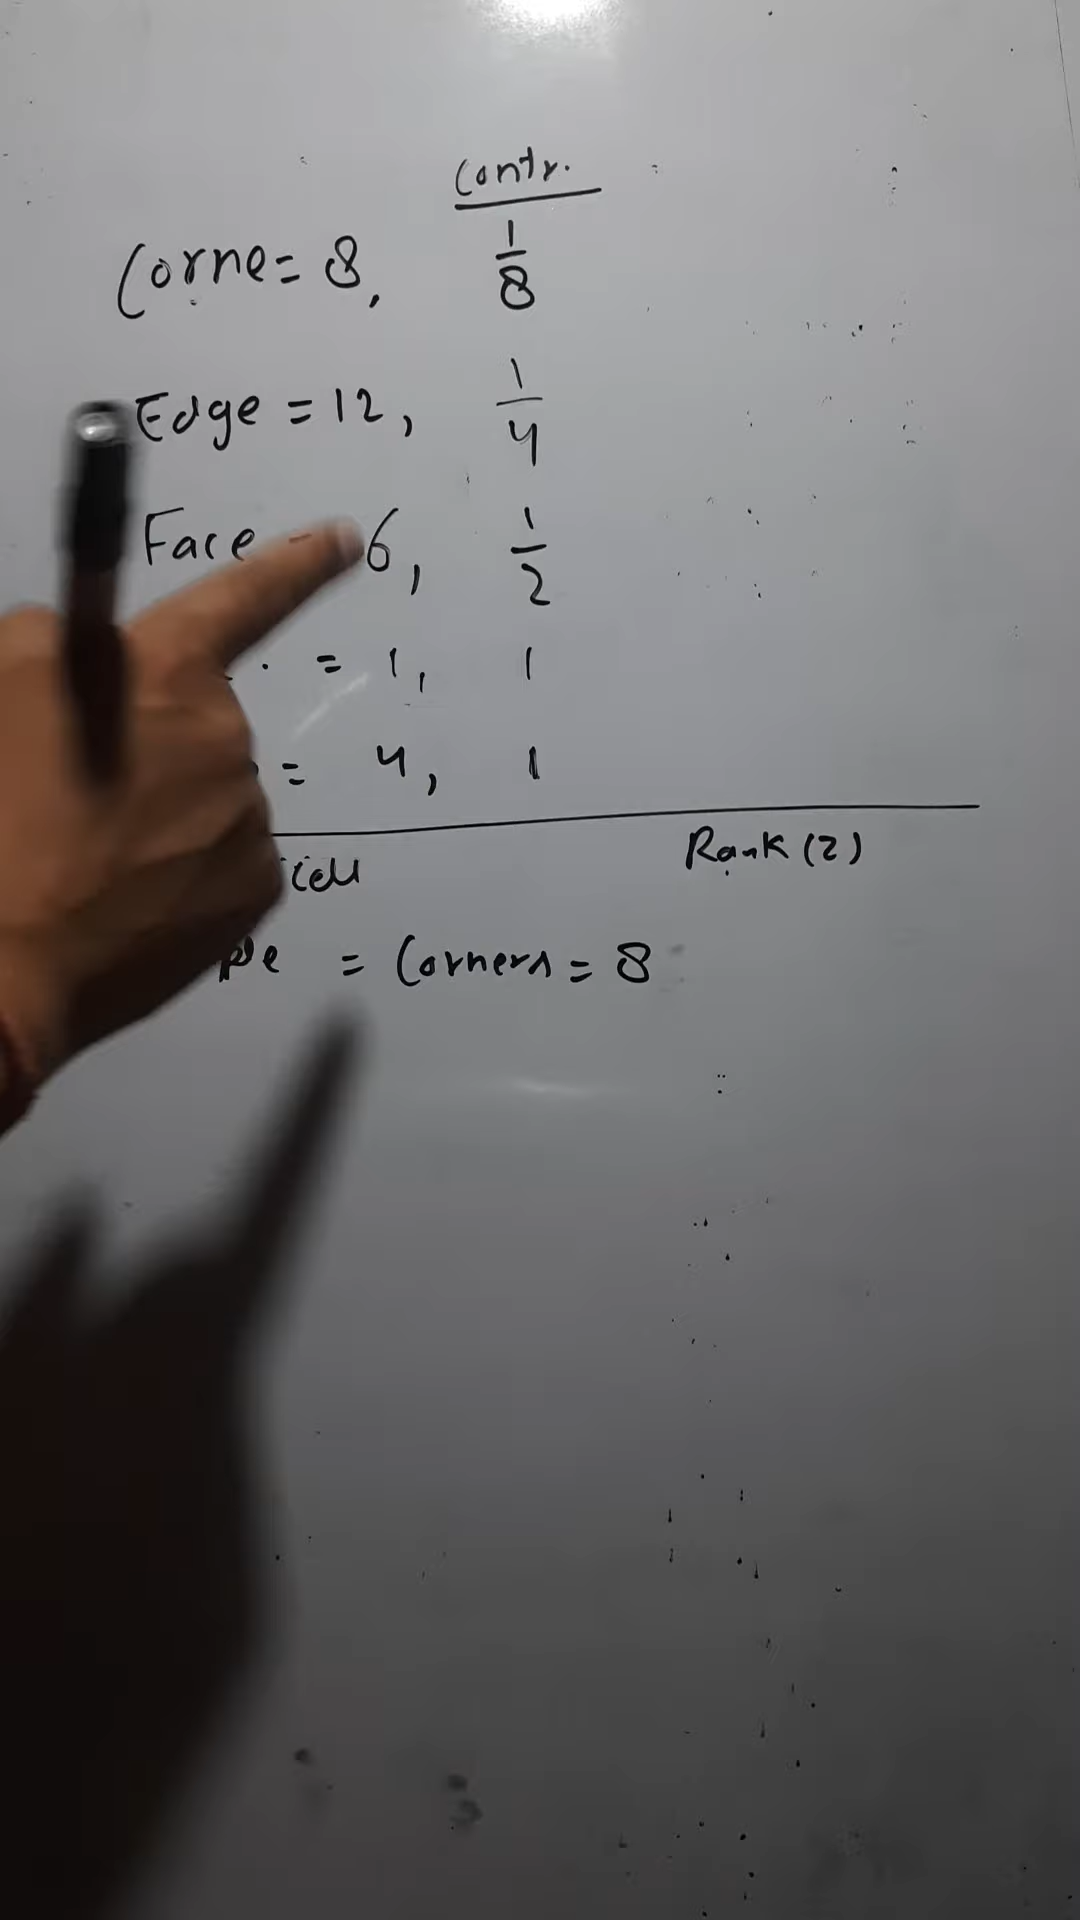 Contr.
Corne = 8, 1/8
Edge = 12, 1/4
Face - 6, 1/2
. = 1, 1
= 4, 1
Rank (2)
= Corners = 8